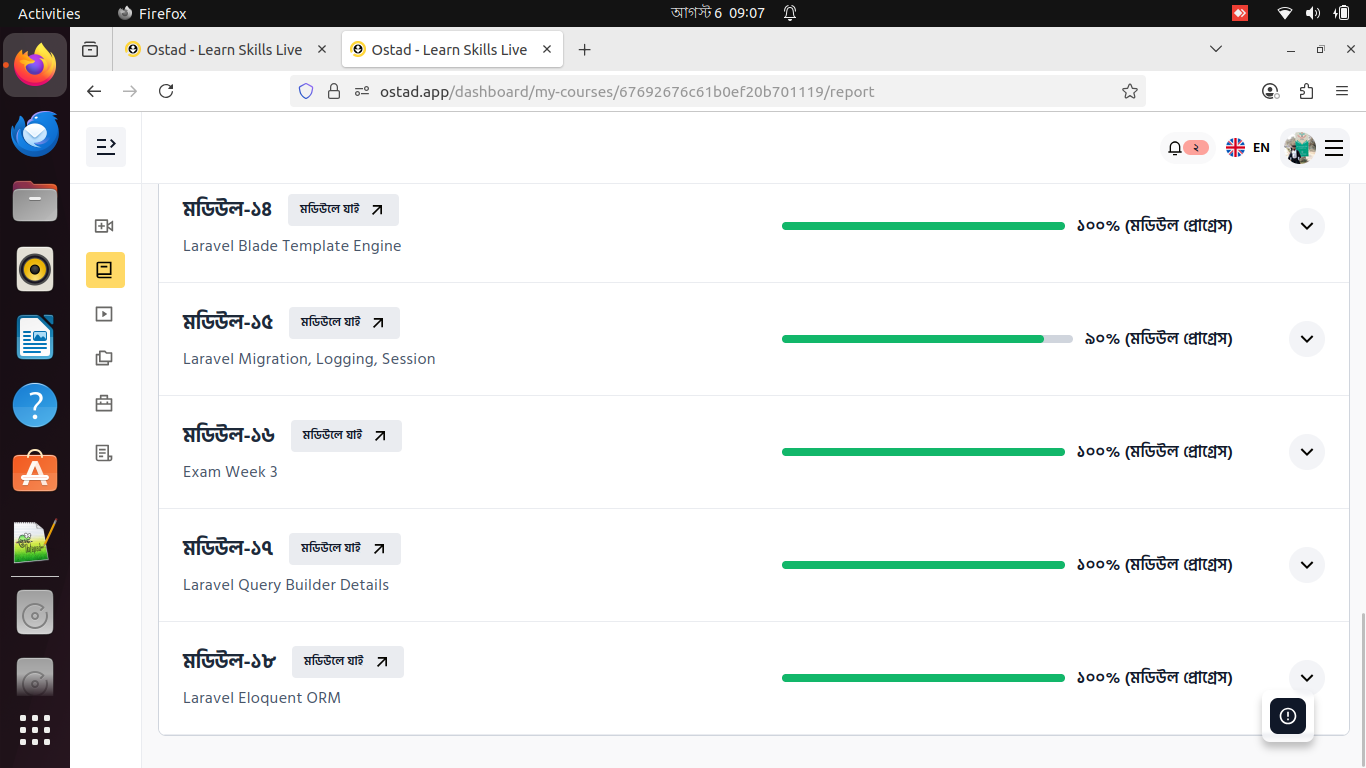 Activities Firefox আগস্ট 6 09:07
Ostad - Learn Skills Live Ostad - Learn Skills Live
ostad.app/dashboard/my-courses/67692676c61b0ef20b701119/report
২ EN
মডিউল-১৪ মডিউলে যাই
১০০% (মডিউল প্রোগ্রেস)
Laravel Blade Template Engine
মডিউল-১৫ মডিউলে যাই
৯০% (মডিউল প্রোগ্রেস)
Laravel Migration, Logging, Session
মডিউল-১৬ মডিউলে যাই
১০০% (মডিউল প্রোগ্রেস)
Exam Week 3
মডিউল-১৭ মডিউলে যাই
১০০% (মডিউল প্রোগ্রেস)
Laravel Query Builder Details
মডিউল-১৮ মডিউলে যাই
১০০% (মডিউল প্রোগ্রেস)
Laravel Eloquent ORM